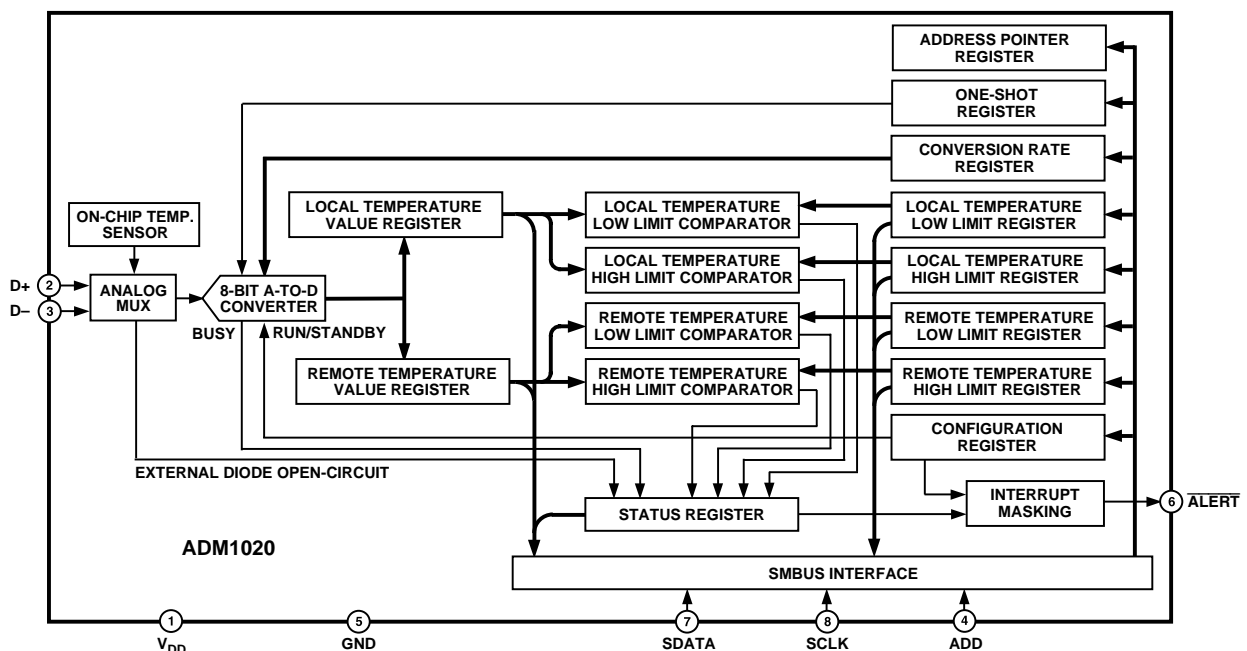 ADDRESS POINTER
REGISTER
ONE-SHOT
REGISTER
CONVERSION RATE
REGISTER
ON-CHIP TEMP.
SENSOR
LOCAL TEMPERATURE
VALUE REGISTER
LOCAL TEMPERATURE
LOW LIMIT COMPARATOR
LOCAL TEMPERATURE
LOW LIMIT REGISTER
LOCAL TEMPERATURE
HIGH LIMIT COMPARATOR
LOCAL TEMPERATURE
HIGH LIMIT REGISTER
D+
2
D–
3
ANALOG
MUX
8-BIT A-TO-D
CONVERTER
BUSY
RUN/STANDBY
REMOTE TEMPERATURE
LOW LIMIT COMPARATOR
REMOTE TEMPERATURE
LOW LIMIT REGISTER
REMOTE TEMPERATURE
VALUE REGISTER
REMOTE TEMPERATURE
HIGH LIMIT COMPARATOR
REMOTE TEMPERATURE
HIGH LIMIT REGISTER
CONFIGURATION
REGISTER
EXTERNAL DIODE OPEN-CIRCUIT
STATUS REGISTER
INTERRUPT
MASKING
6
ALERT
ADM1020
SMBUS INTERFACE
1
5
7
8
4
VDD
GND
SDATA
SCLK
ADD